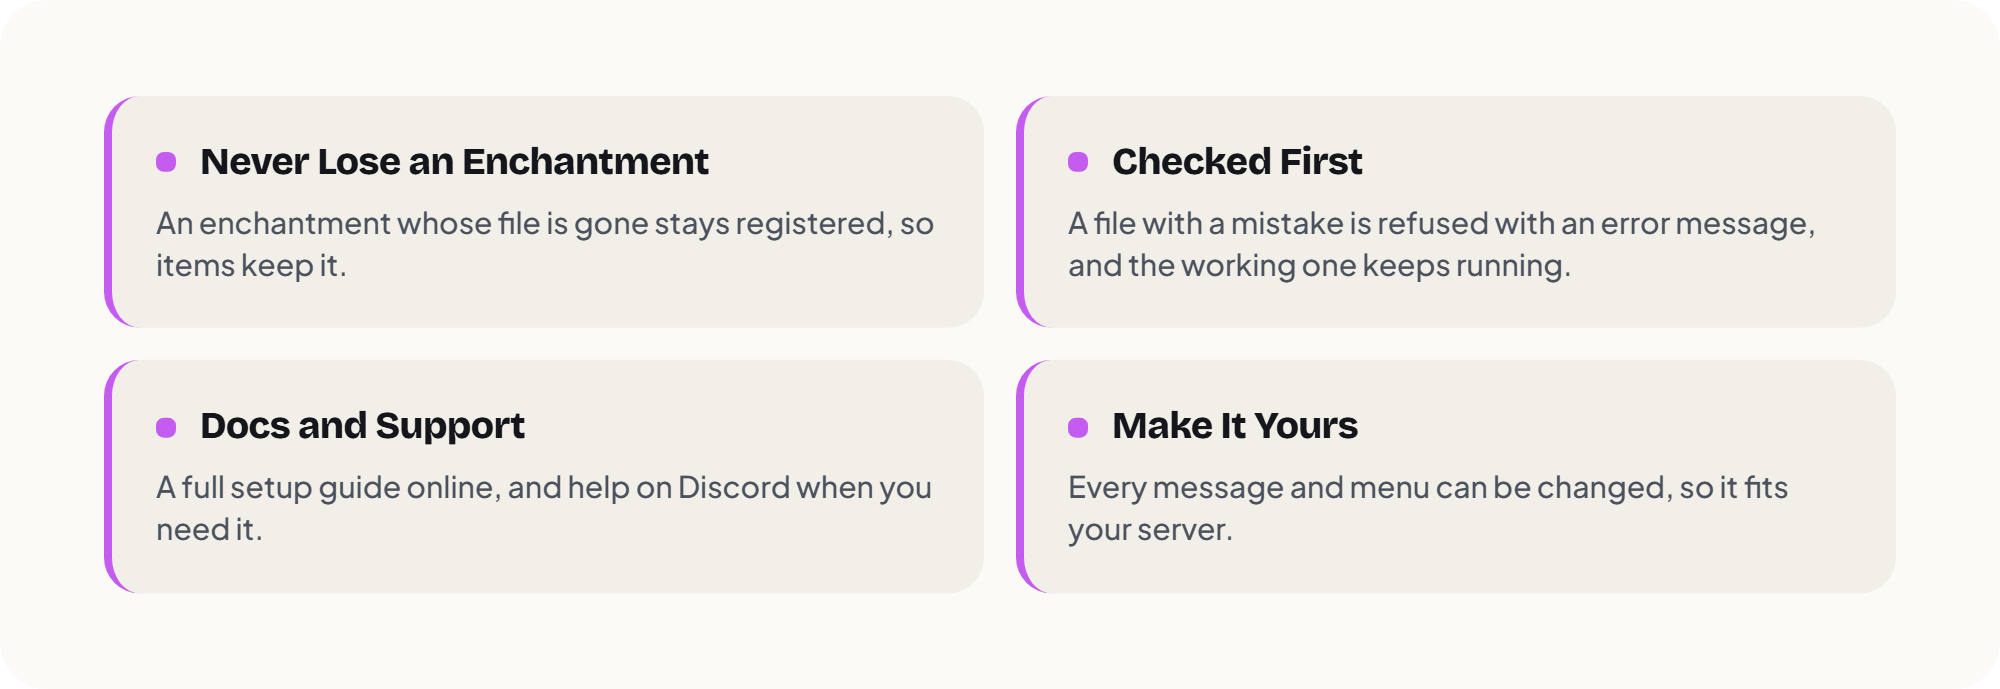 Never Lose an Enchantment
An enchantment whose file is gone stays registered, so
items keep it.
Checked First
A file with a mistake is refused with an error message,
and the working one keeps running.
Docs and Support
A full setup guide online, and help on Discord when you
need it.
Make It Yours
Every message and menu can be changed, so it fits
your server.